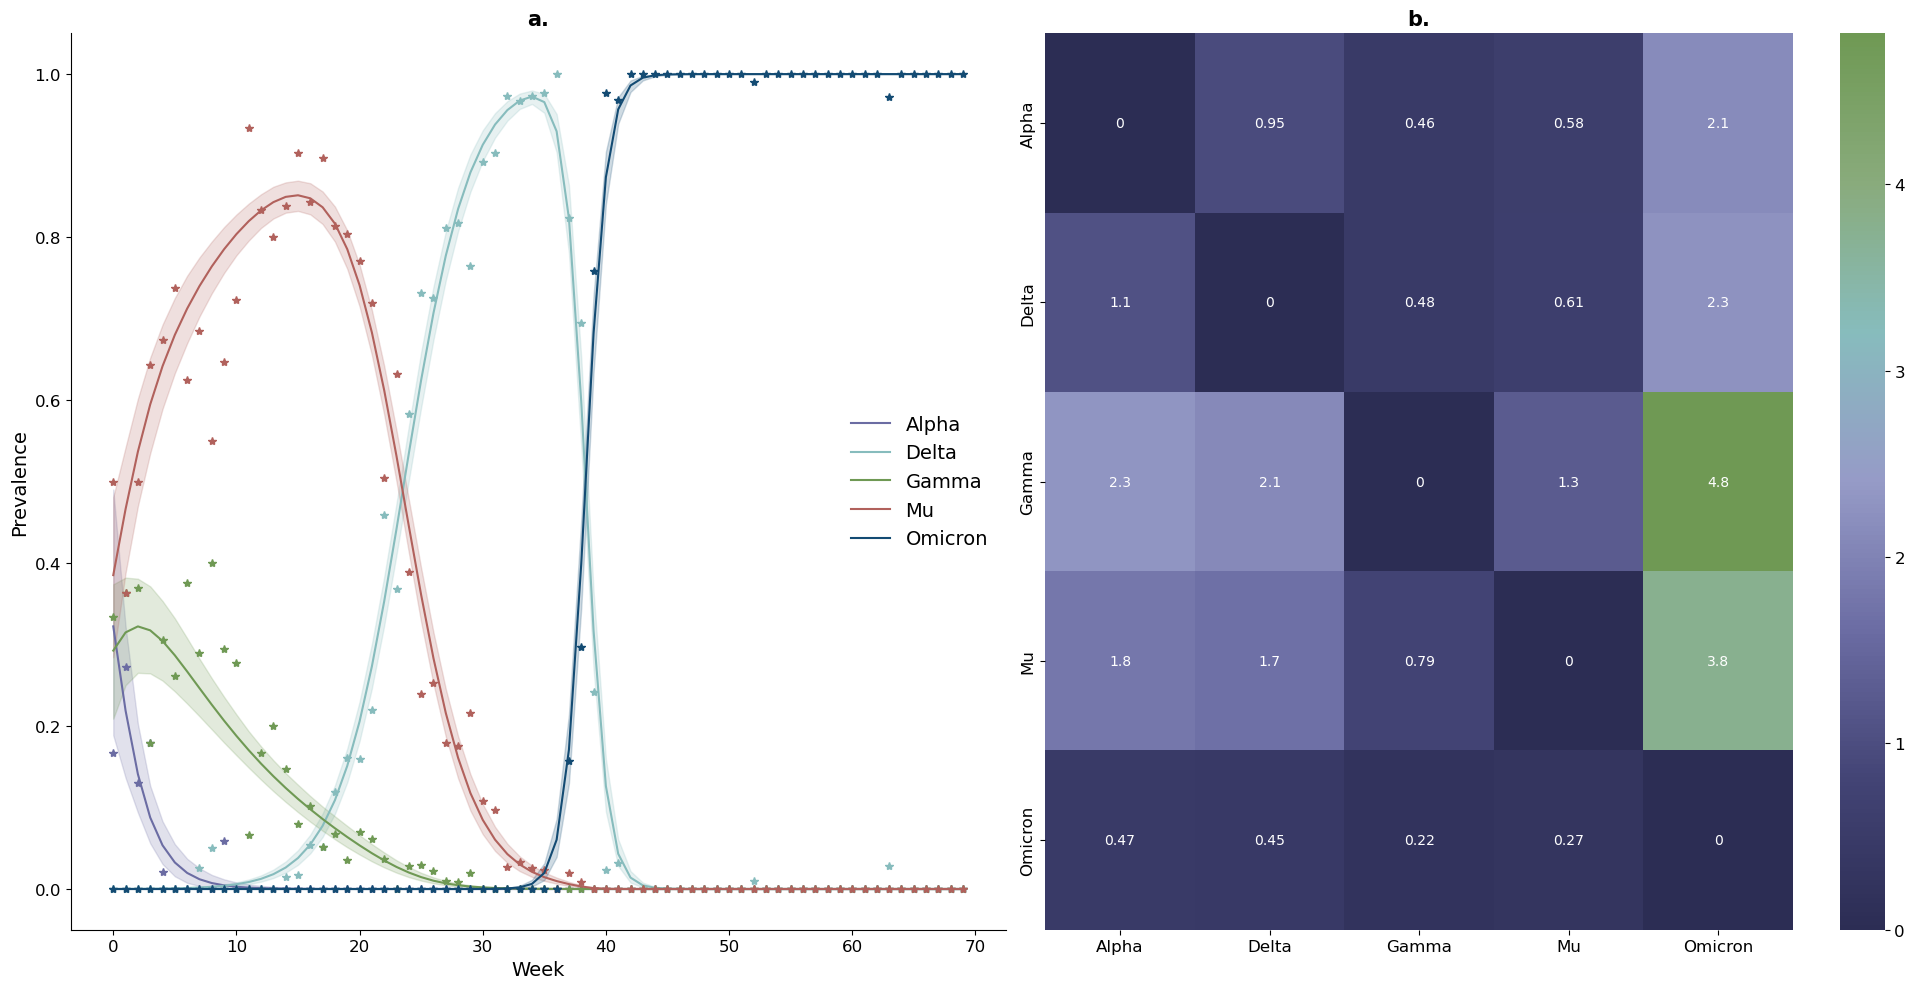 a.
1.0
0.8
0.6
0.4
0.2
0.0
Prevalence
0 10 20 30 40 50 60 70
Week
Alpha
Delta
Gamma
Mu
Omicron
b.
Alpha 0 0.95 0.46 0.58 2.1
Delta 1.1 0 0.48 0.61 2.3
Gamma 2.3 2.1 0 1.3 4.8
Mu 1.8 1.7 0.79 0 3.8
Omicron 0.47 0.45 0.22 0.27 0
Alpha Delta Gamma Mu Omicron
4
3
2
1
0